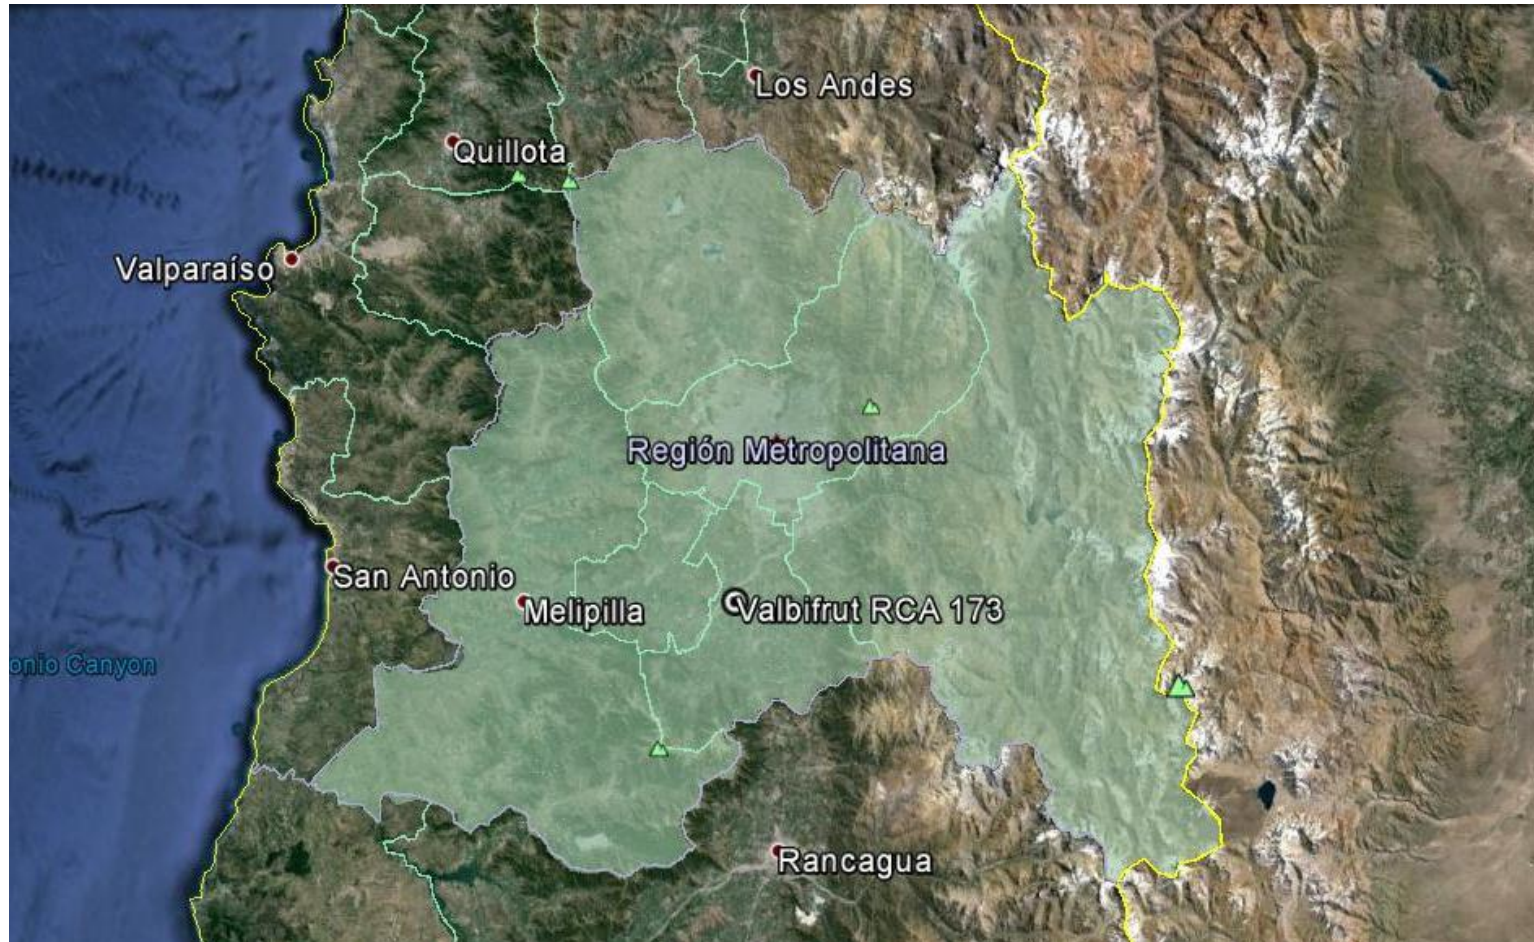 Los Andes
Quillota
Valparaíso
Región Metropolitana
San Antonio
Melipilla
Valbifrut RCA 173
onio Canyon
Rancagua